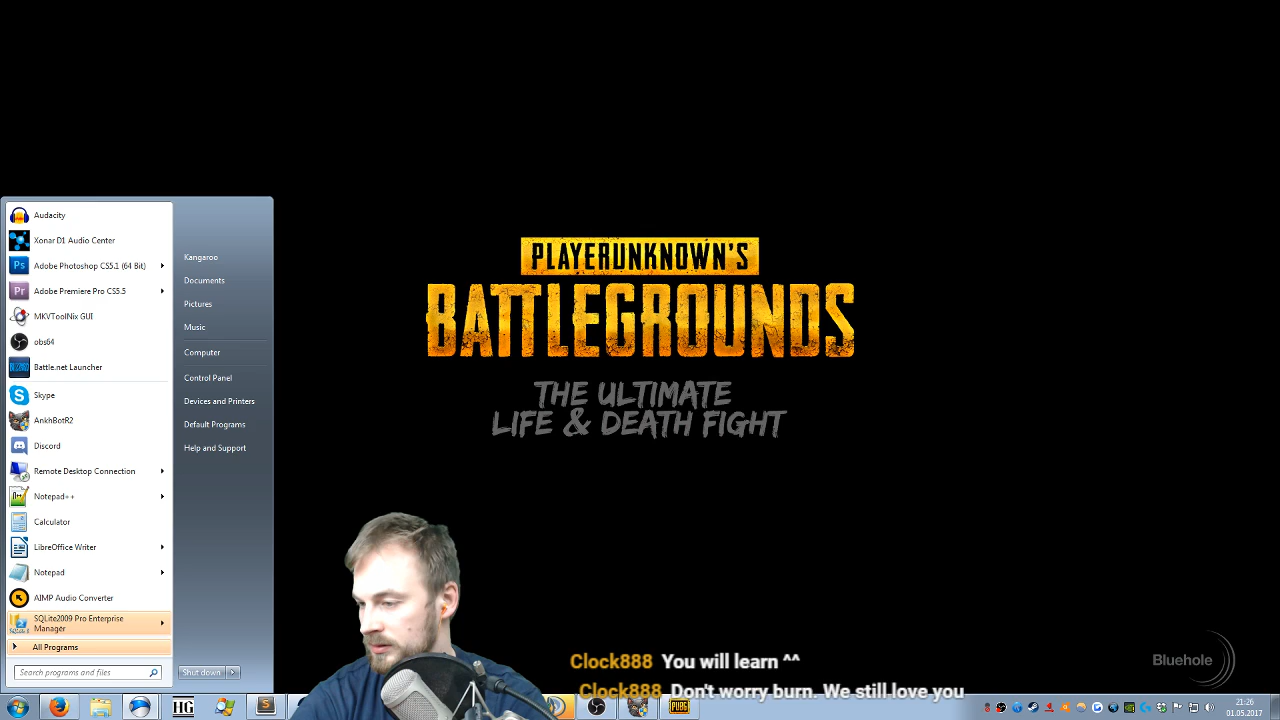 Audacity
Xonar D1 Audio Center
Ps
Adobe Photoshop CS5.1 (64 Bit)
Pr
Adobe Premiere Pro CS5.5
MKVToolNix GUI
obs64
Battle.net Launcher
Skype
AnkhBotR2
Discord
Remote Desktop Connection
Notepad++
Calculator
LibreOffice Writer
Notepad
AIMP Audio Converter
SQLite2009 Pro Enterprise
Manager
All Programs
Search programs and files
Kangaroo
Documents
Pictures
Music
Computer
Control Panel
Devices and Printers
Default Programs
Help and Support
Shut down
PLAYERUNKNOWN'S
BATTLEGROUNDS
THE ULTIMATE
LIFE & DEATH FIGHT
Bluehole
Clock888 You will learn ^^
Clock888 Don't worry burn. We still love you
HG
PUBG
21:26
01.05.2017